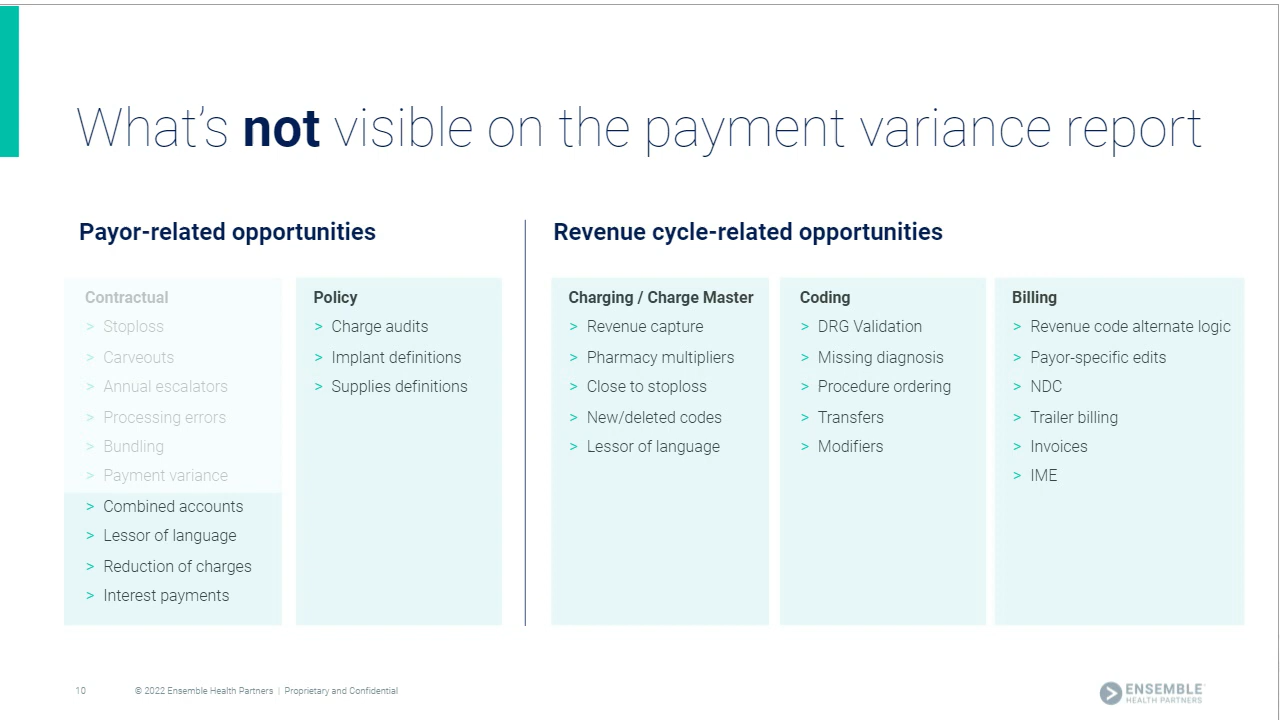 What's not visible on the payment variance report
Payor-related opportunities
Contractual
> Stoploss
> Carveouts
> Annual escalators
> Processing errors
> Bundling
> Payment variance
> Combined accounts
> Lessor of language
> Reduction of charges
> Interest payments
Policy
> Charge audits
> Implant definitions
> Supplies definitions
Revenue cycle-related opportunities
Charging / Charge Master
> Revenue capture
> Pharmacy multipliers
> Close to stoploss
> New/deleted codes
> Lessor of language
Coding
> DRG Validation
> Missing diagnosis
> Procedure ordering
> Transfers
> Modifiers
Billing
> Revenue code alternate logic
> Payor-specific edits
> NDC
> Trailer billing
> Invoices
> IME
10
© 2022 Ensemble Health Partners | Proprietary and Confidential
ENSEMBLE
HEALTH PARTNERS